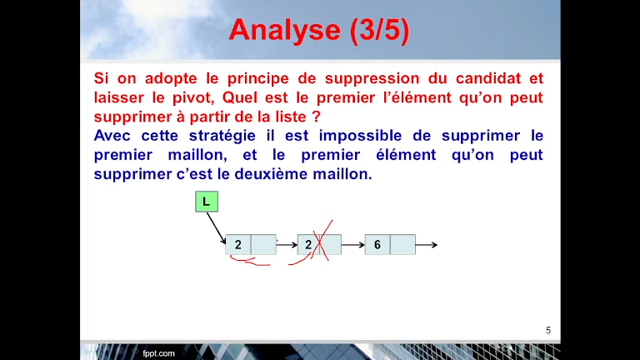 Analyse (3/5)
Si on adopte le principe de suppression du candidat et
laisser le pivot, Quel est le premier l'élément qu'on peut
supprimer à partir de la liste ?
Avec cette stratégie il est impossible de supprimer le
premier maillon, et le premier élément qu'on peut
supprimer c'est le deuxième maillon.
L
2 2 6
5
fppt.com